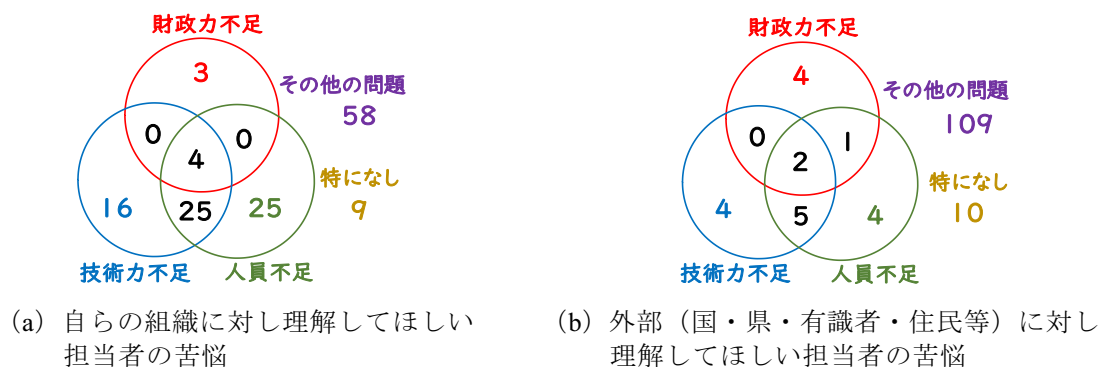 財政力不足
3
その他の問題
58
0
0
4
特になし
9
16
25
25
技術力不足
人員不足
(a) 自らの組織に対し理解してほしい
担当者の苦悩
財政力不足
4
その他の問題
109
0
1
2
特になし
10
4
5
4
技術力不足
人員不足
(b) 外部（国・県・有識者・住民等）に対し
理解してほしい担当者の苦悩